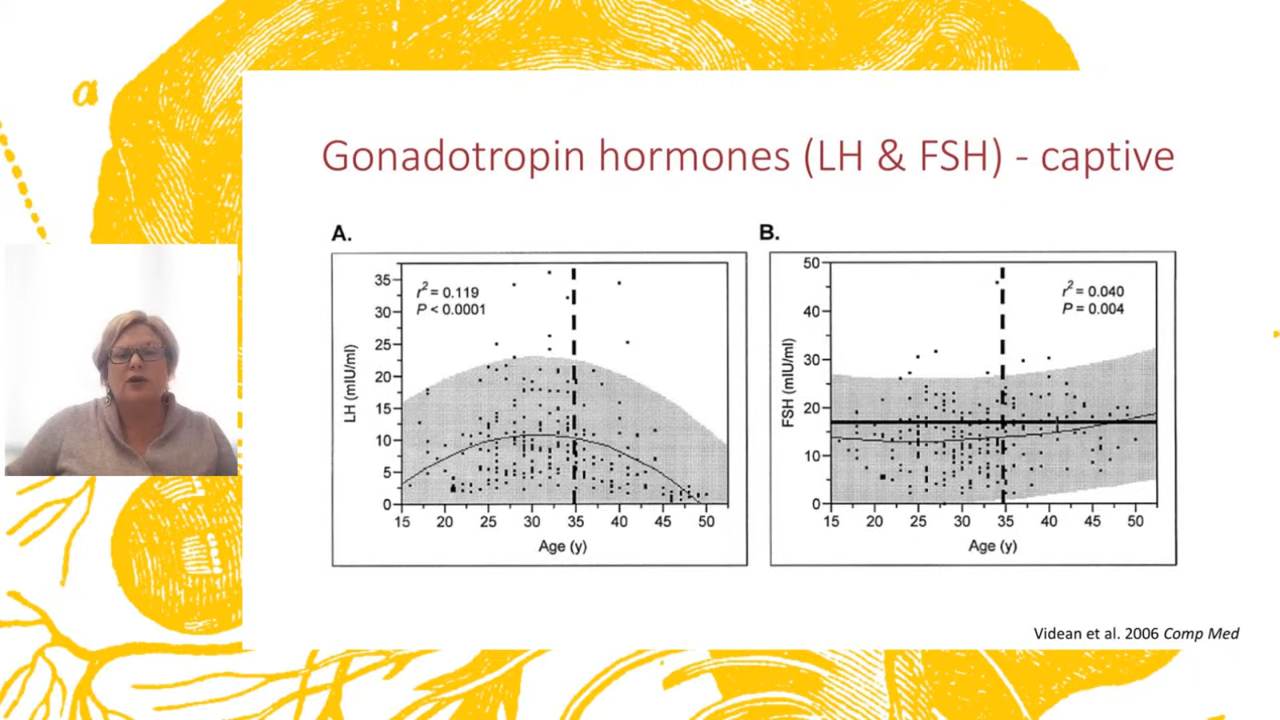 a
Gonadotropin hormones (LH & FSH) - captive
A.
r² = 0.119
P < 0.0001
LH (mIU/ml)
35
30
25
20
15
10
5
0
15 20 25 30 35 40 45 50
Age (y)
B.
r² = 0.040
P = 0.004
FSH (mIU/ml)
50
40
30
20
10
0
15 20 25 30 35 40 45 50
Age (y)
Videan et al. 2006 Comp Med